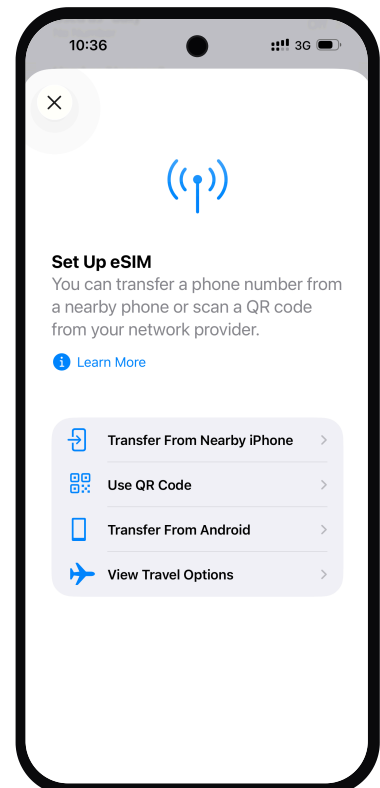 10:36
3G
Set Up eSIM
You can transfer a phone number from
a nearby phone or scan a QR code
from your network provider.
Learn More
Transfer From Nearby iPhone
Use QR Code
Transfer From Android
View Travel Options